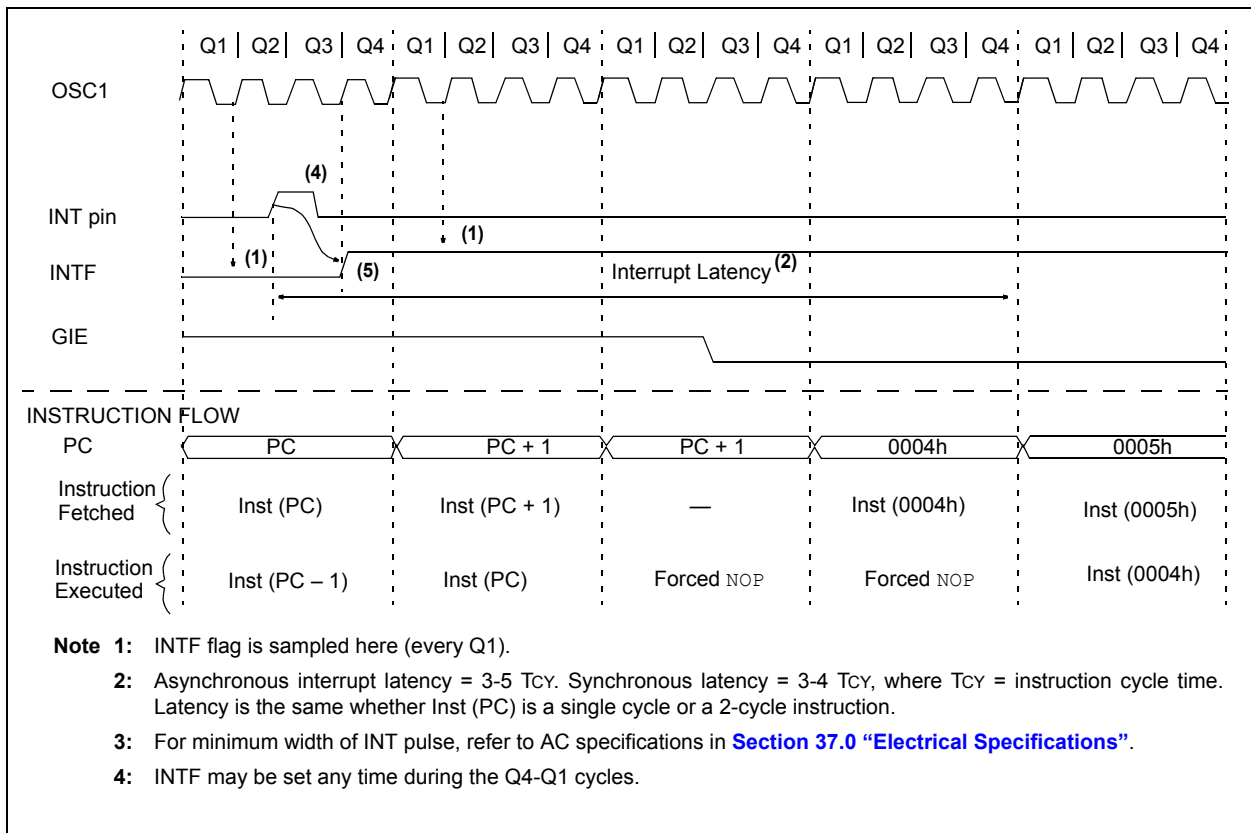 Q1 Q2 Q3 Q4 Q1 Q2 Q3 Q4 Q1 Q2 Q3 Q4 Q1 Q2 Q3 Q4 Q1 Q2 Q3 Q4
OSC1
(4)
INT pin
(1)
(1)
INTF
(5)
Interrupt Latency (2)
GIE
INSTRUCTION FLOW
PC PC PC + 1 PC + 1 0004h 0005h
Instruction
Fetched
Inst (PC) Inst (PC + 1) — Inst (0004h) Inst (0005h)
Instruction
Executed
Inst (PC – 1) Inst (PC) Forced NOP Forced NOP Inst (0004h)
Note 1: INTF flag is sampled here (every Q1).
2: Asynchronous interrupt latency = 3-5 TCY. Synchronous latency = 3-4 TCY, where TCY = instruction cycle time.
Latency is the same whether Inst (PC) is a single cycle or a 2-cycle instruction.
3: For minimum width of INT pulse, refer to AC specifications in Section 37.0 “Electrical Specifications”.
4: INTF may be set any time during the Q4-Q1 cycles.